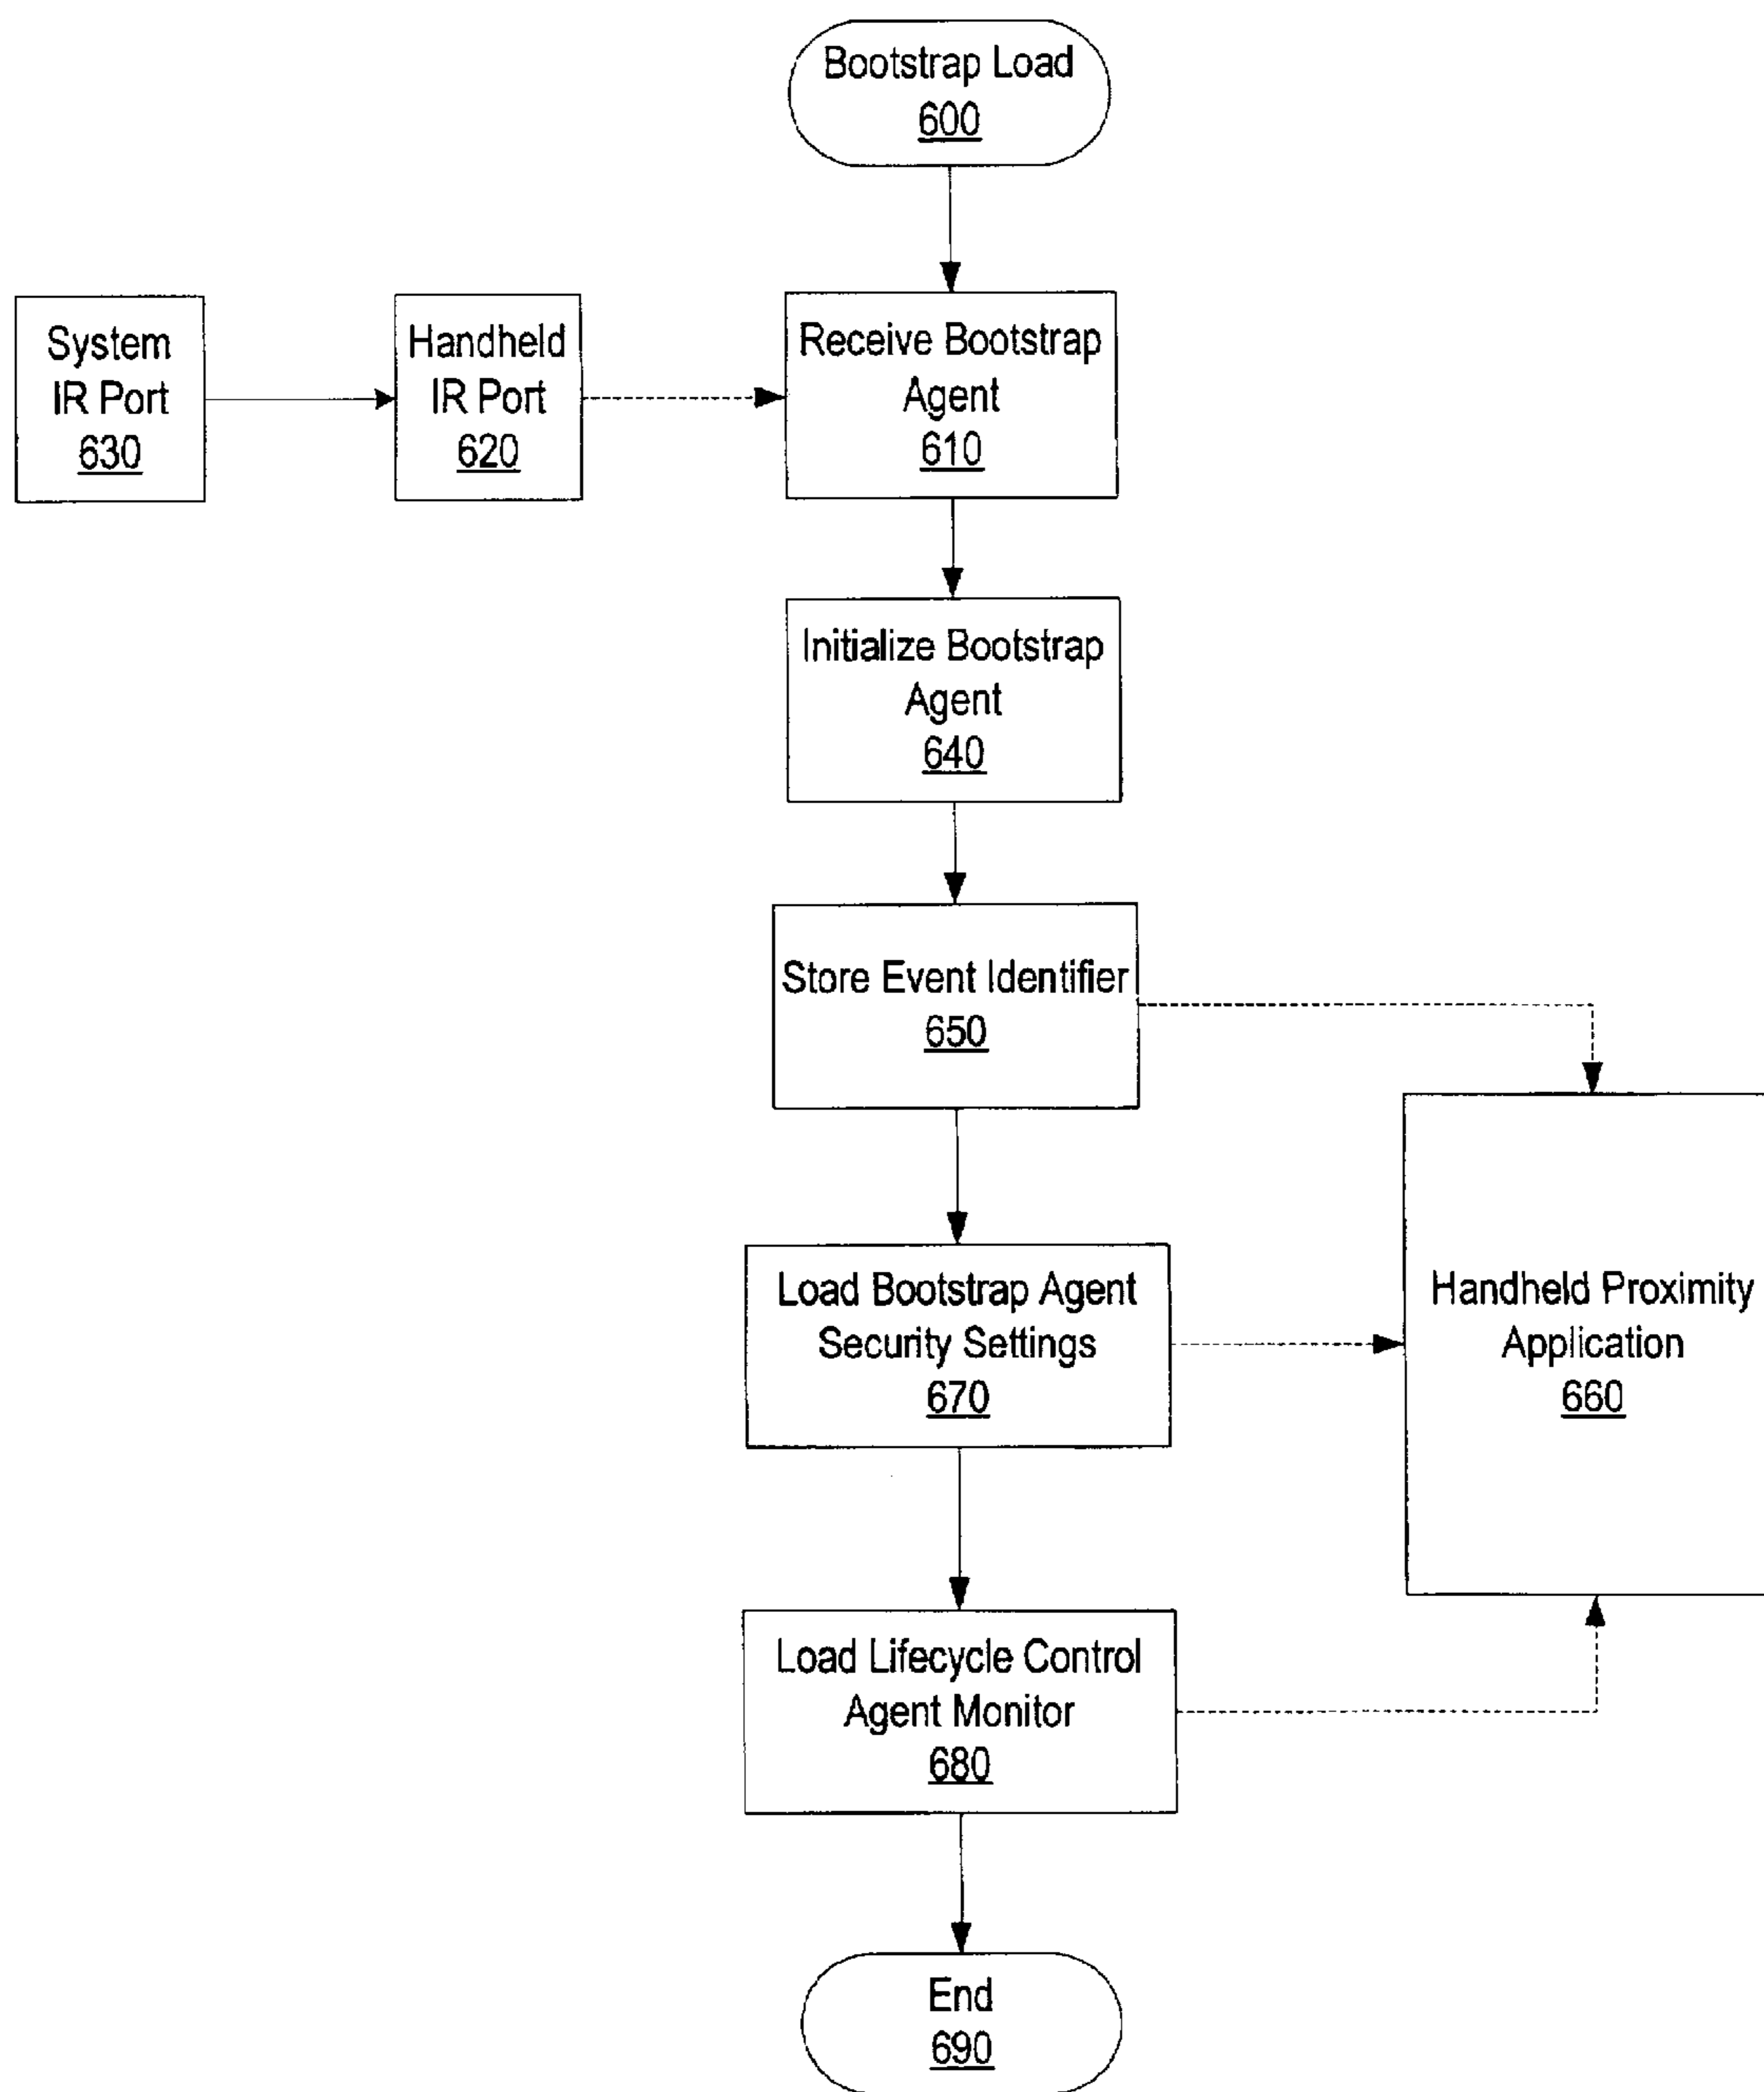 Bootstrap Load
600
System
IR Port
630
Handheld
IR Port
620
Receive Bootstrap
Agent
610
Initialize Bootstrap
Agent
640
Store Event Identifier
650
Load Bootstrap Agent
Security Settings
670
Handheld Proximity
Application
660
Load Lifecycle Control
Agent Monitor
680
End
690